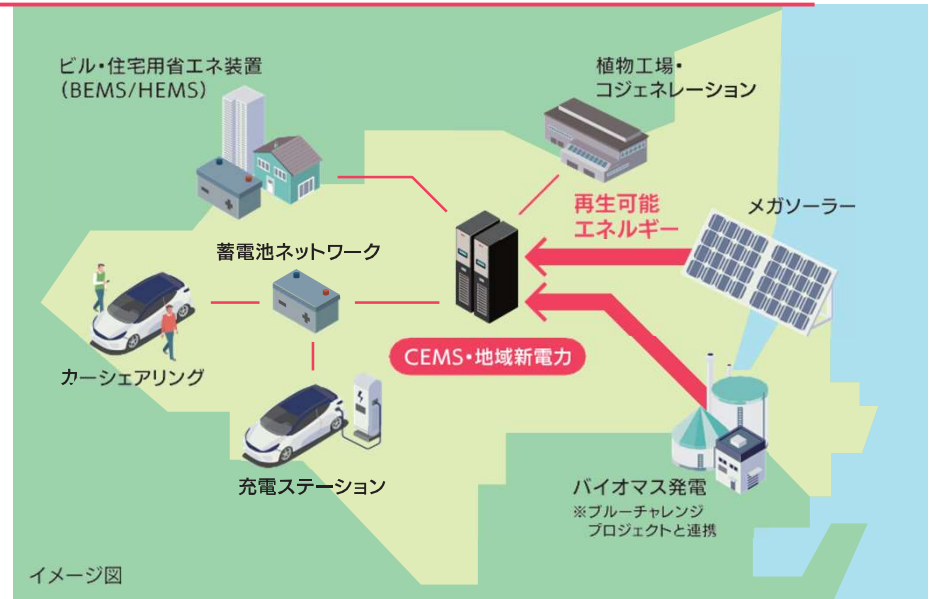 ビル・住宅用省エネ装置
（BEMS/HEMS）
植物工場・
コジェネレーション
再生可能
エネルギー
メガソーラー
蓄電池ネットワーク
CEMS・地域新電力
カーシェアリング
充電ステーション
バイオマス発電
※ブルーチャレンジ
プロジェクトと連携
イメージ図